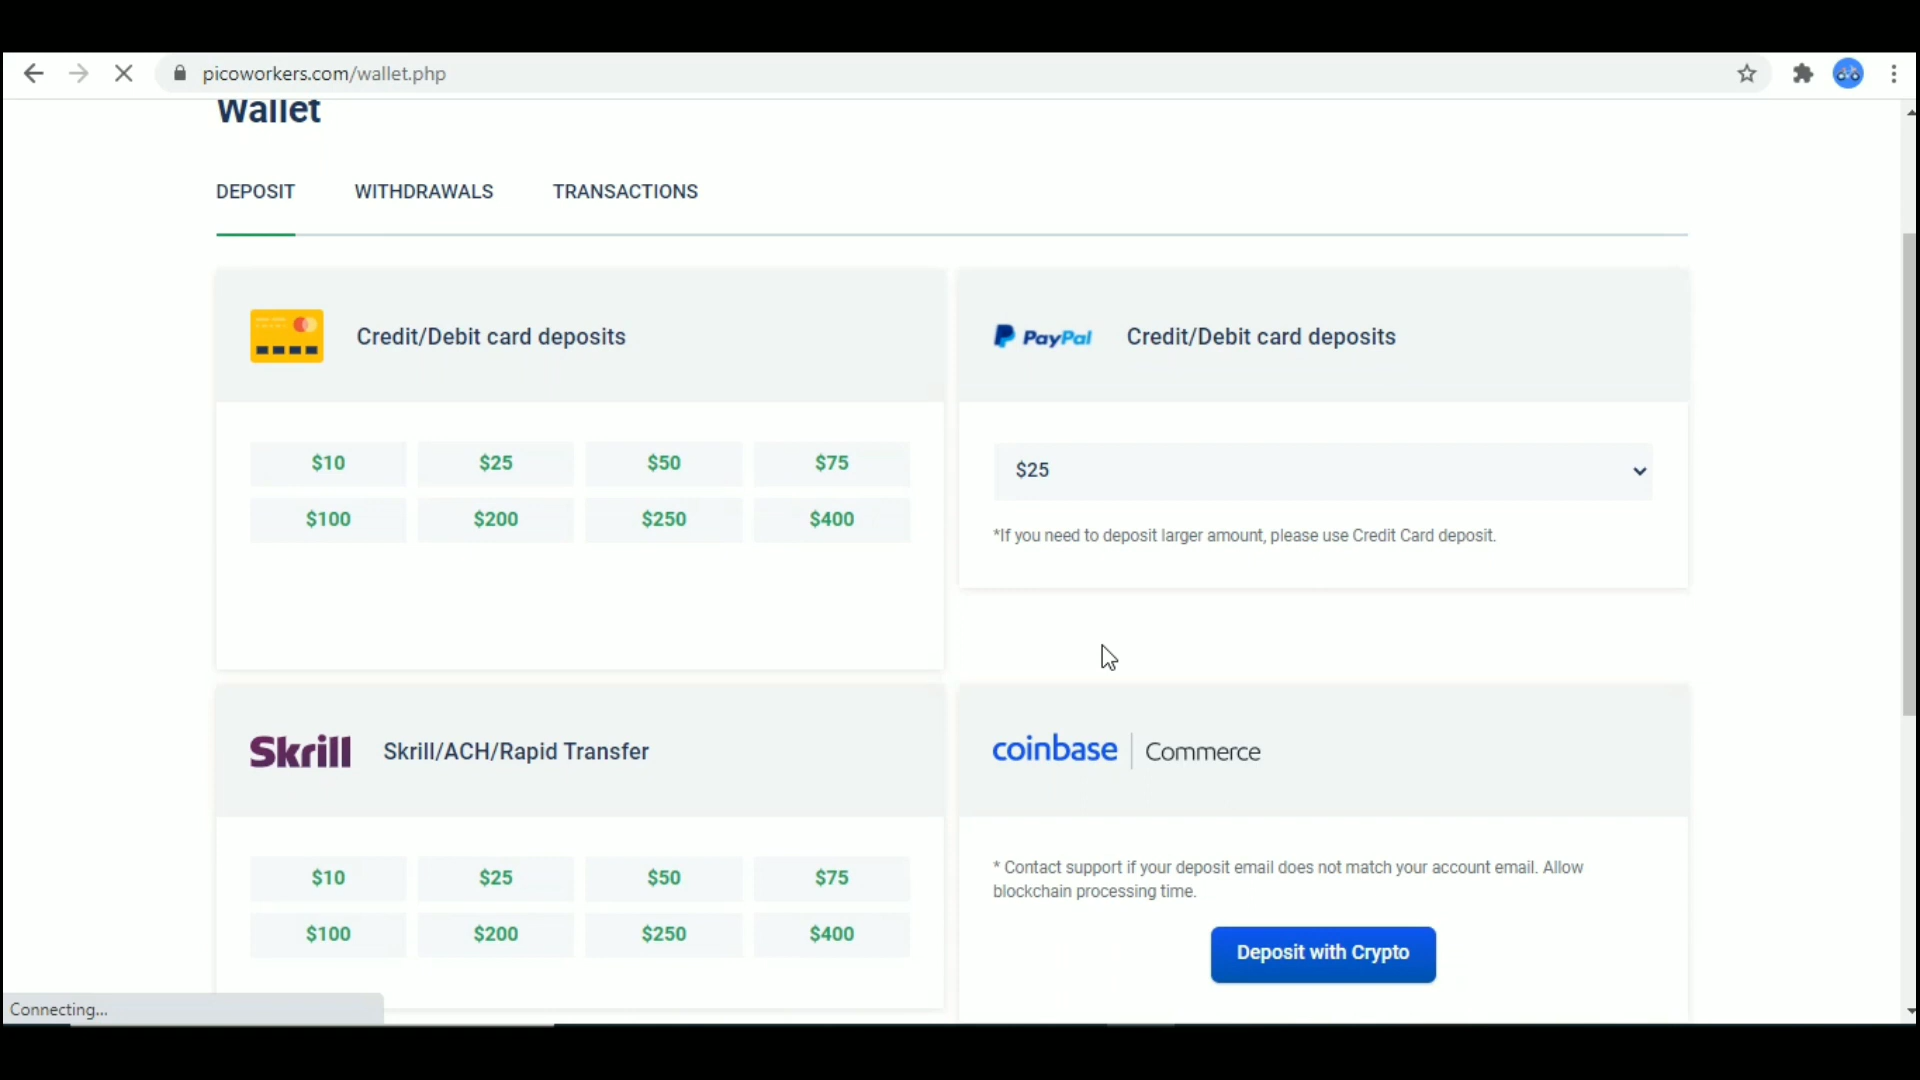 picoworkers.com/wallet.php
Wallet
DEPOSIT WITHDRAWALS TRANSACTIONS
Credit/Debit card deposits
$10 $25 $50 $75
$100 $200 $250 $400
PayPal Credit/Debit card deposits
$25
*If you need to deposit larger amount, please use Credit Card deposit.
Skrill Skrill/ACH/Rapid Transfer
$10 $25 $50 $75
$100 $200 $250 $400
coinbase Commerce
* Contact support if your deposit email does not match your account email. Allow
blockchain processing time.
Deposit with Crypto
Connecting...